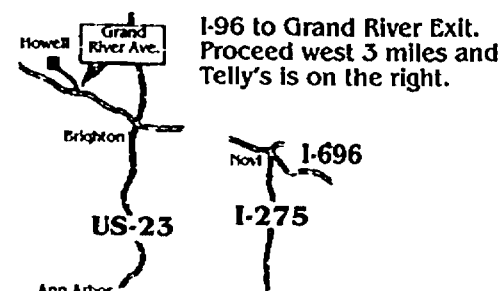 I-96 to Grand River Exit.
Proceed west 3 miles and
Telly's is on the right.
Howell
Grand
River Ave.
Brighton
Novi
I-696
US-23
I-275
Ann Arbor